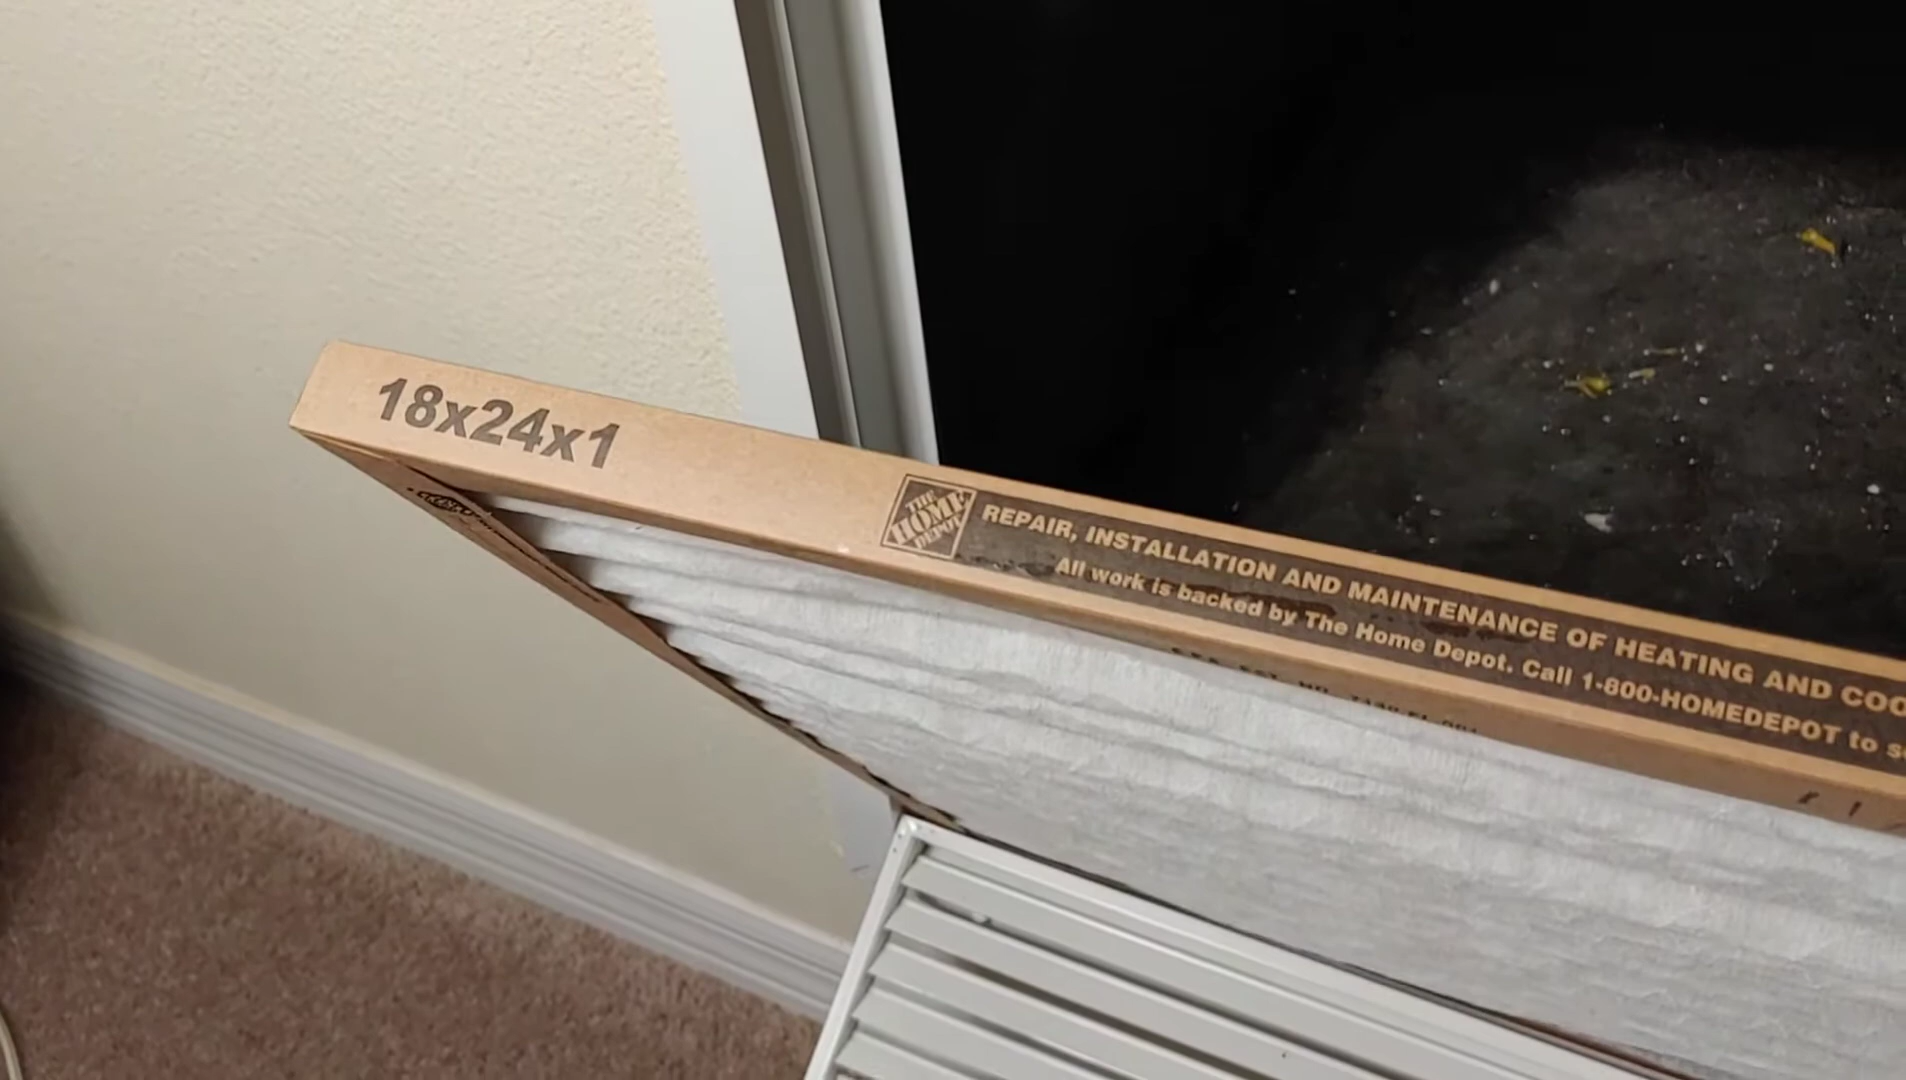 18x24x1
THE
HOME
DEPOT
REPAIR, INSTALLATION AND MAINTENANCE OF HEATING AND COO
All work is backed by The Home Depot. Call 1-800-HOMEDEPOT to s